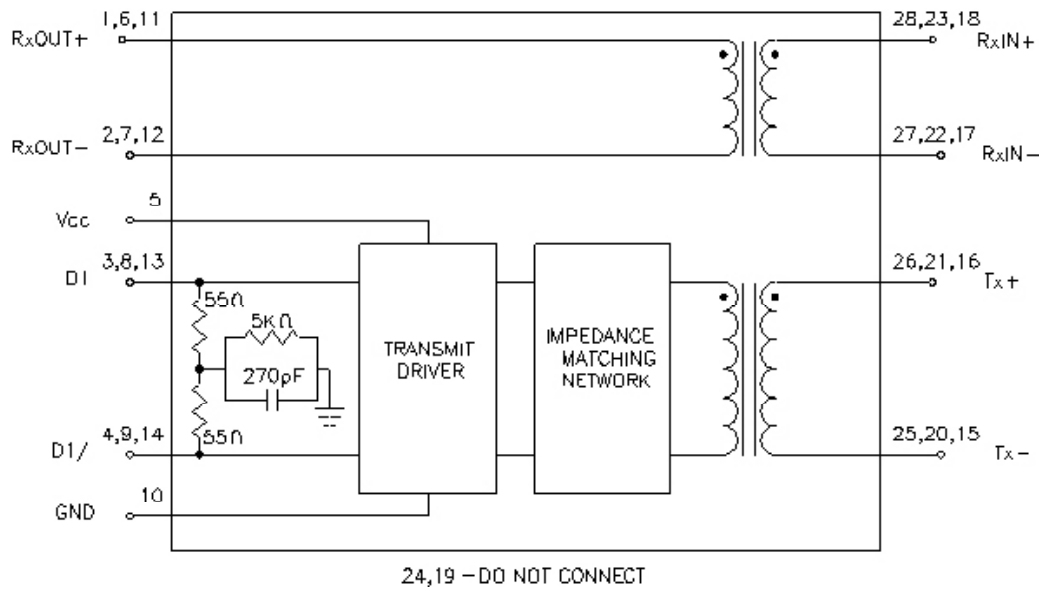 1,6,11
RxOUT+
28,23,18
RxIN+
2,7,12
RxOUT-
27,22,17
RxIN-
5
Vcc
3,8,13
D1
26,21,16
Tx+
55Ω
5KΩ
270pF
TRANSMIT
DRIVER
IMPEDANCE
MATCHING
NETWORK
55Ω
4,9,14
D1/
25,20,15
Tx-
10
GND
24,19 - DO NOT CONNECT